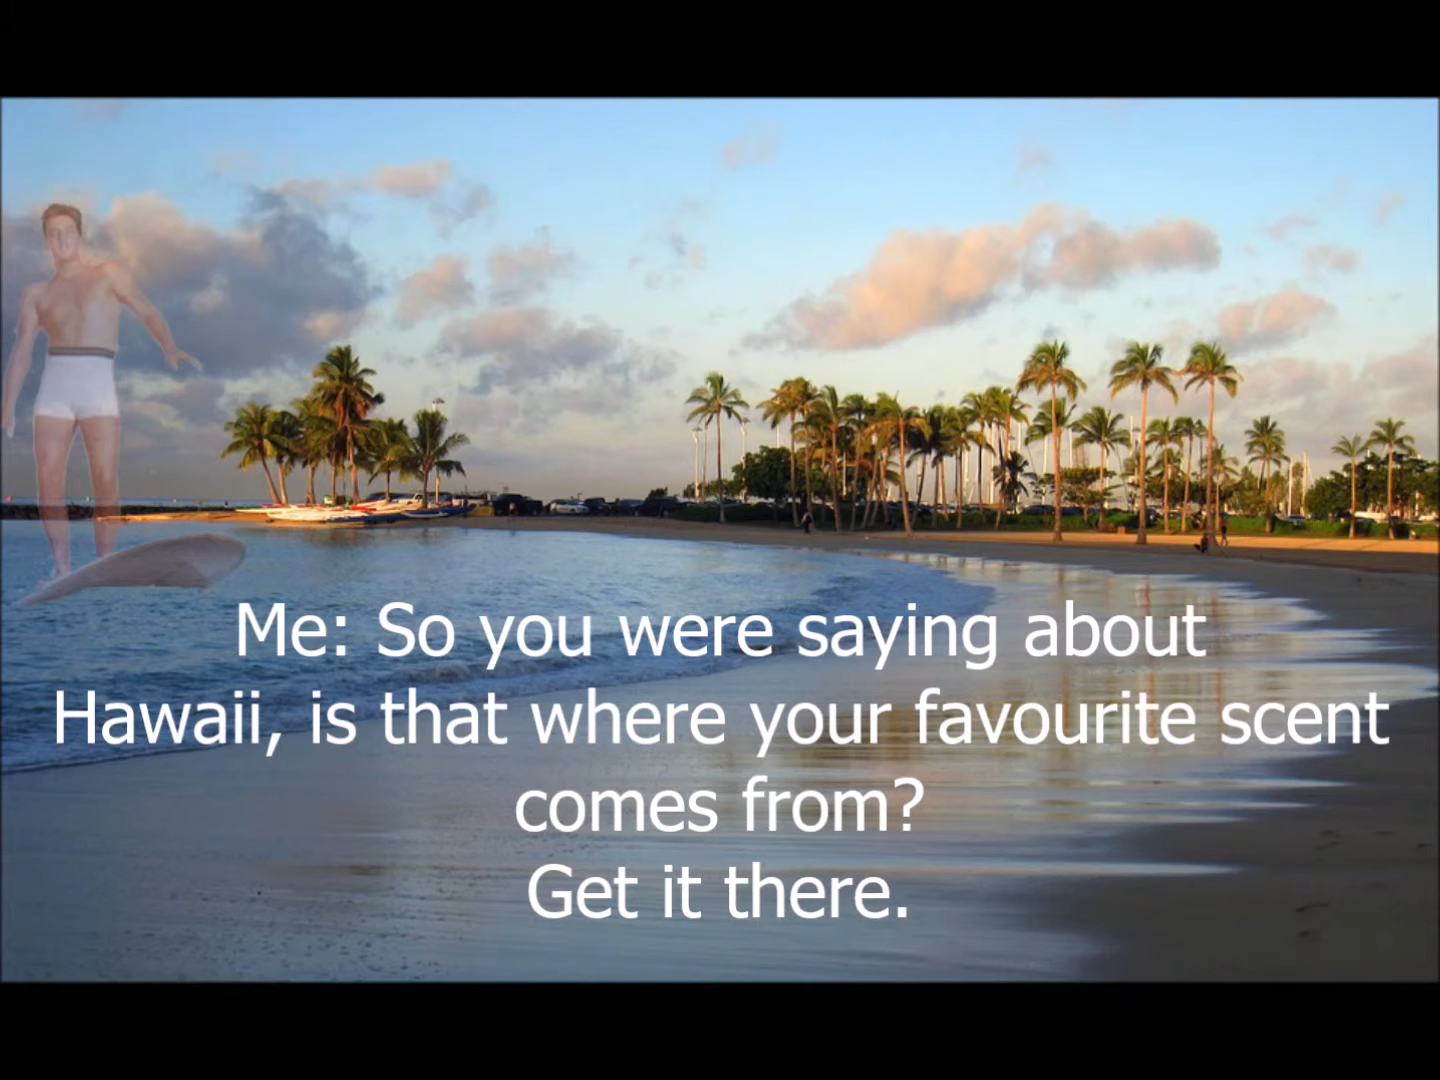 Me: So you were saying about
Hawaii, is that where your favourite scent
comes from?
Get it there.